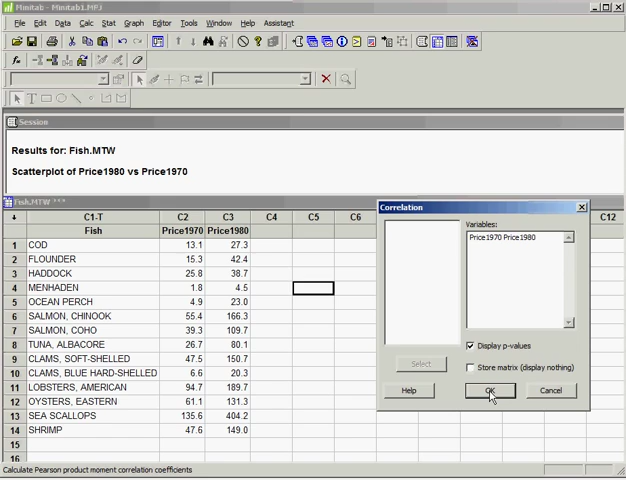 Minitab - Minitab1.MPJ
File Edit Data Calc Stat Graph Editor Tools Window Help Assistant
Session
Results for: Fish.MTW
Scatterplot of Price1980 vs Price1970
Fish.MTW ***
C1-T C2 C3 C4 C5 C6 C12
Fish Price1970 Price1980
1 COD 13.1 27.3
2 FLOUNDER 15.3 42.4
3 HADDOCK 25.8 38.7
4 MENHADEN 1.8 4.5
5 OCEAN PERCH 4.9 23.0
6 SALMON, CHINOOK 55.4 166.3
7 SALMON, COHO 39.3 109.7
8 TUNA, ALBACORE 26.7 80.1
9 CLAMS, SOFT-SHELLED 47.5 150.7
10 CLAMS, BLUE HARD-SHELLED 6.6 20.3
11 LOBSTERS, AMERICAN 94.7 189.7
12 OYSTERS, EASTERN 61.1 131.3
13 SEA SCALLOPS 135.6 404.2
14 SHRIMP 47.6 149.0
15
16
Correlation
Variables:
Price1970 Price1980
Display p-values
Select
Store matrix (display nothing)
Help OK Cancel
Calculate Pearson product moment correlation coefficients